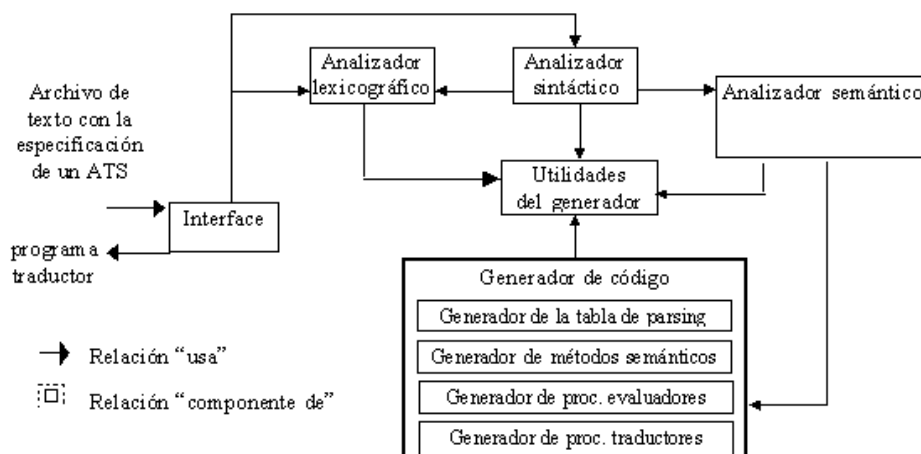 Analizador
lexicográfico
Analizador
sintáctico
Analizador semántico
Archivo de
texto con la
especificación
de un ATS
Utilidades
del generador
Interface
programa
traductor
Generador de código
Generador de la tabla de parsing
Generador de métodos semánticos
Generador de proc. evaluadores
Generador de proc. traductores
Relación “usa”
Relación “componente de”